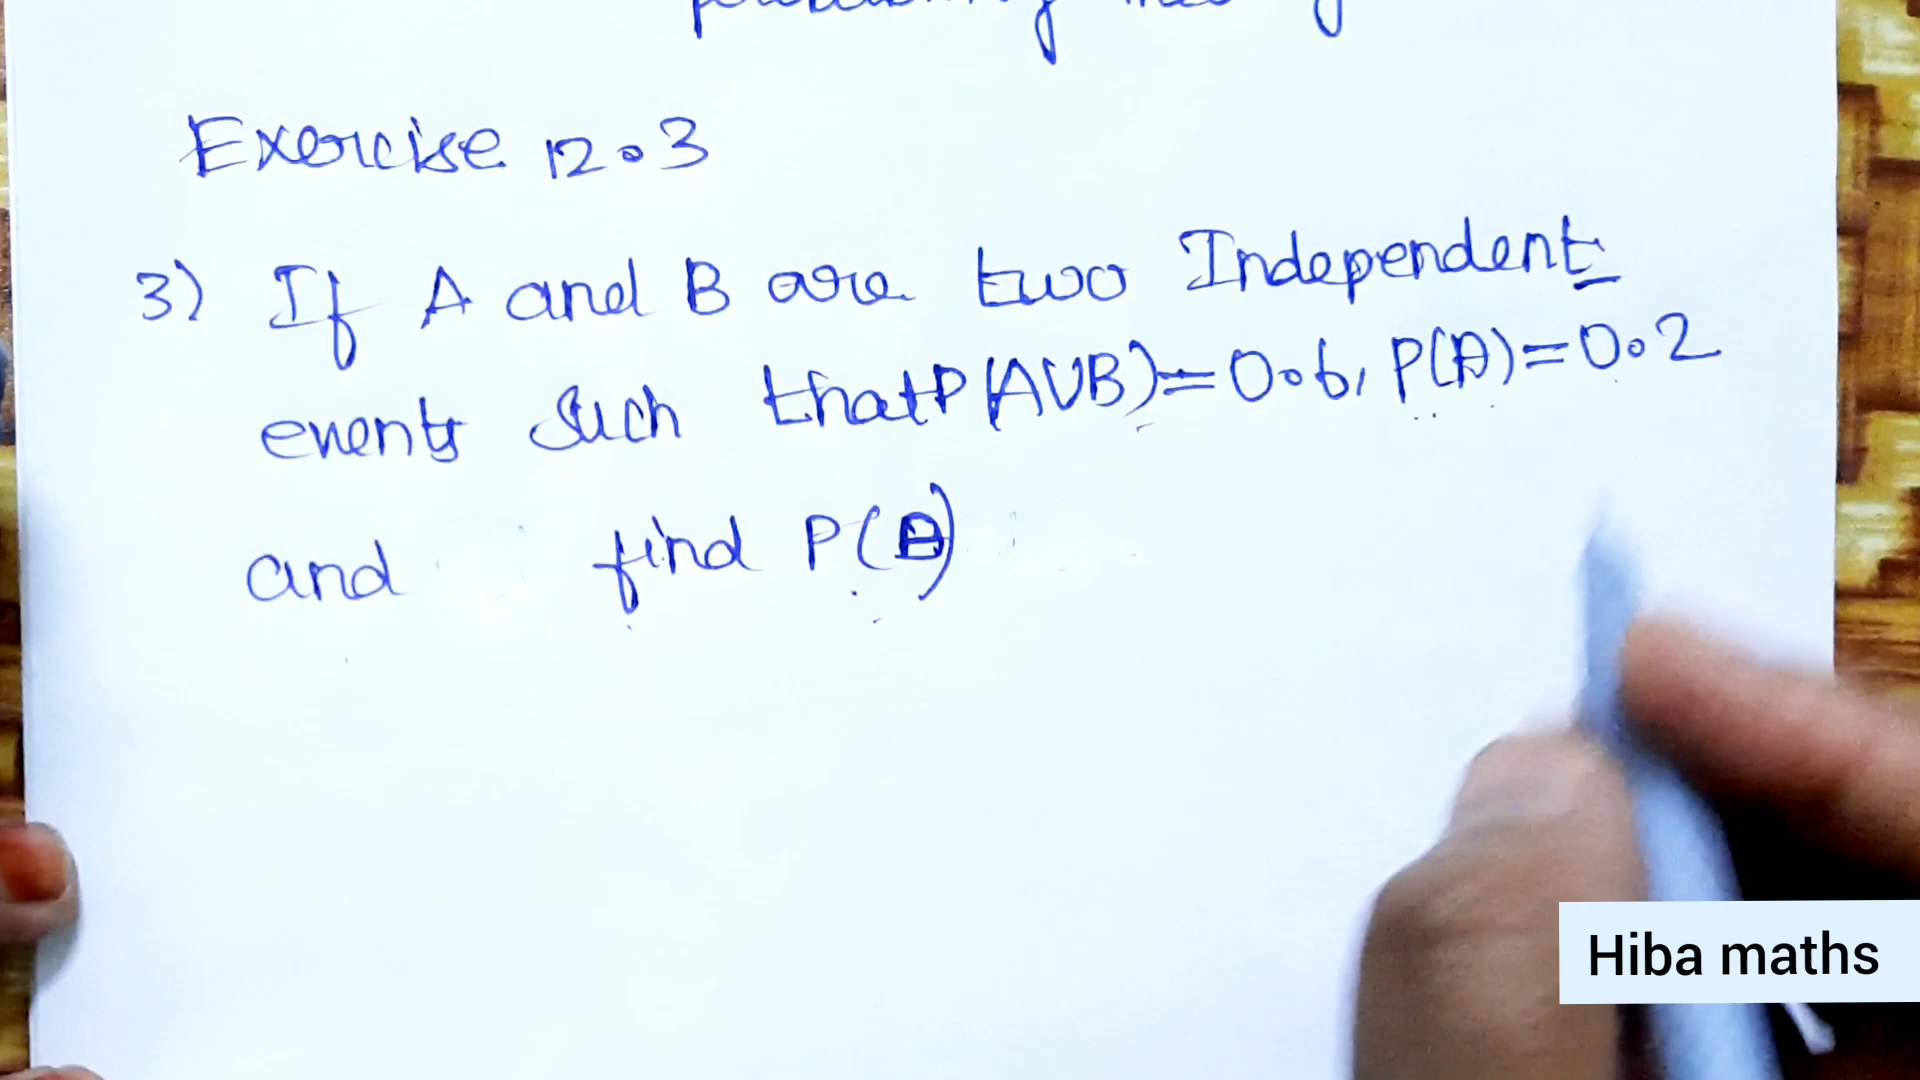 Exercise 12.3
3) If A and B are two Independent
events such that P(AUB)=0.6, P(A)=0.2
and find P(B)
Hiba maths